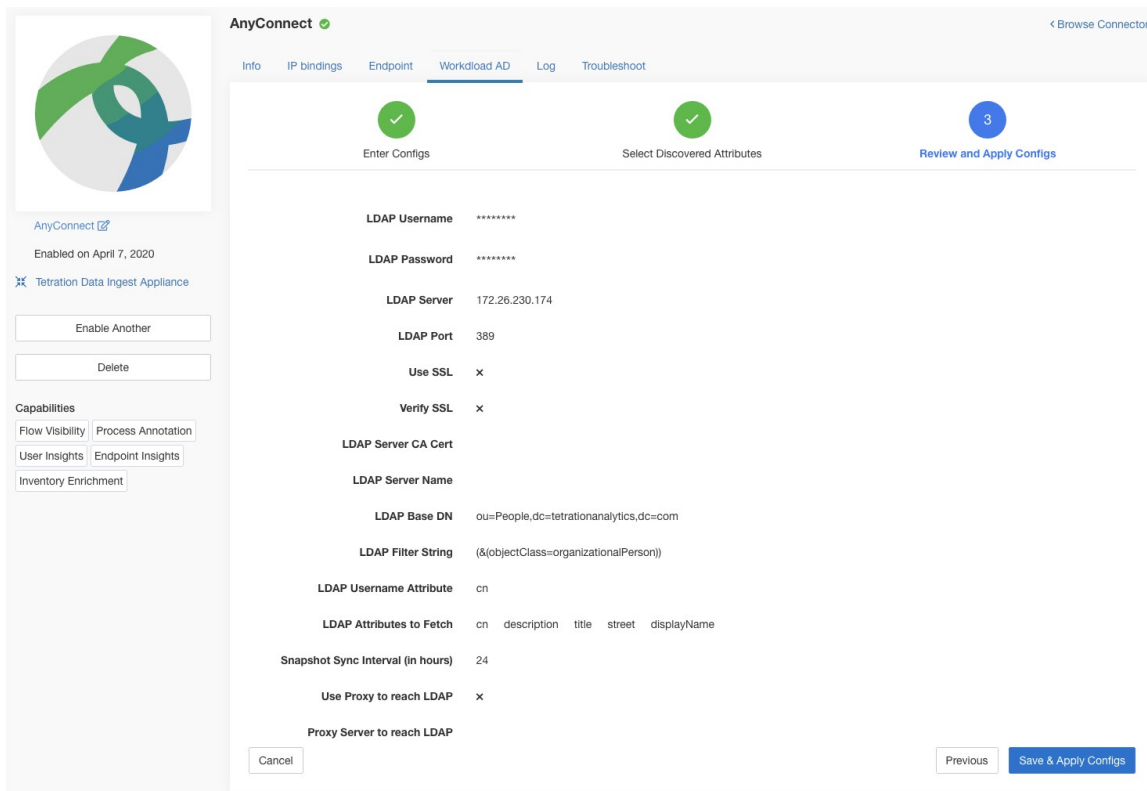 AnyConnect
< Browse Connector
Info IP bindings Endpoint Workdload AD Log Troubleshoot
3
Enter Configs Select Discovered Attributes Review and Apply Configs
AnyConnect
Enabled on April 7, 2020
Tetration Data Ingest Appliance
Enable Another
Delete
Capabilities
Flow Visibility Process Annotation
User Insights Endpoint Insights
Inventory Enrichment
LDAP Username ********
LDAP Password ********
LDAP Server 172.26.230.174
LDAP Port 389
Use SSL ×
Verify SSL ×
LDAP Server CA Cert
LDAP Server Name
LDAP Base DN ou=People,dc=tetrationanalytics,dc=com
LDAP Filter String (&(objectClass=organizationalPerson))
LDAP Username Attribute cn
LDAP Attributes to Fetch cn description title street displayName
Snapshot Sync Interval (in hours) 24
Use Proxy to reach LDAP ×
Proxy Server to reach LDAP
Cancel Previous Save & Apply Configs